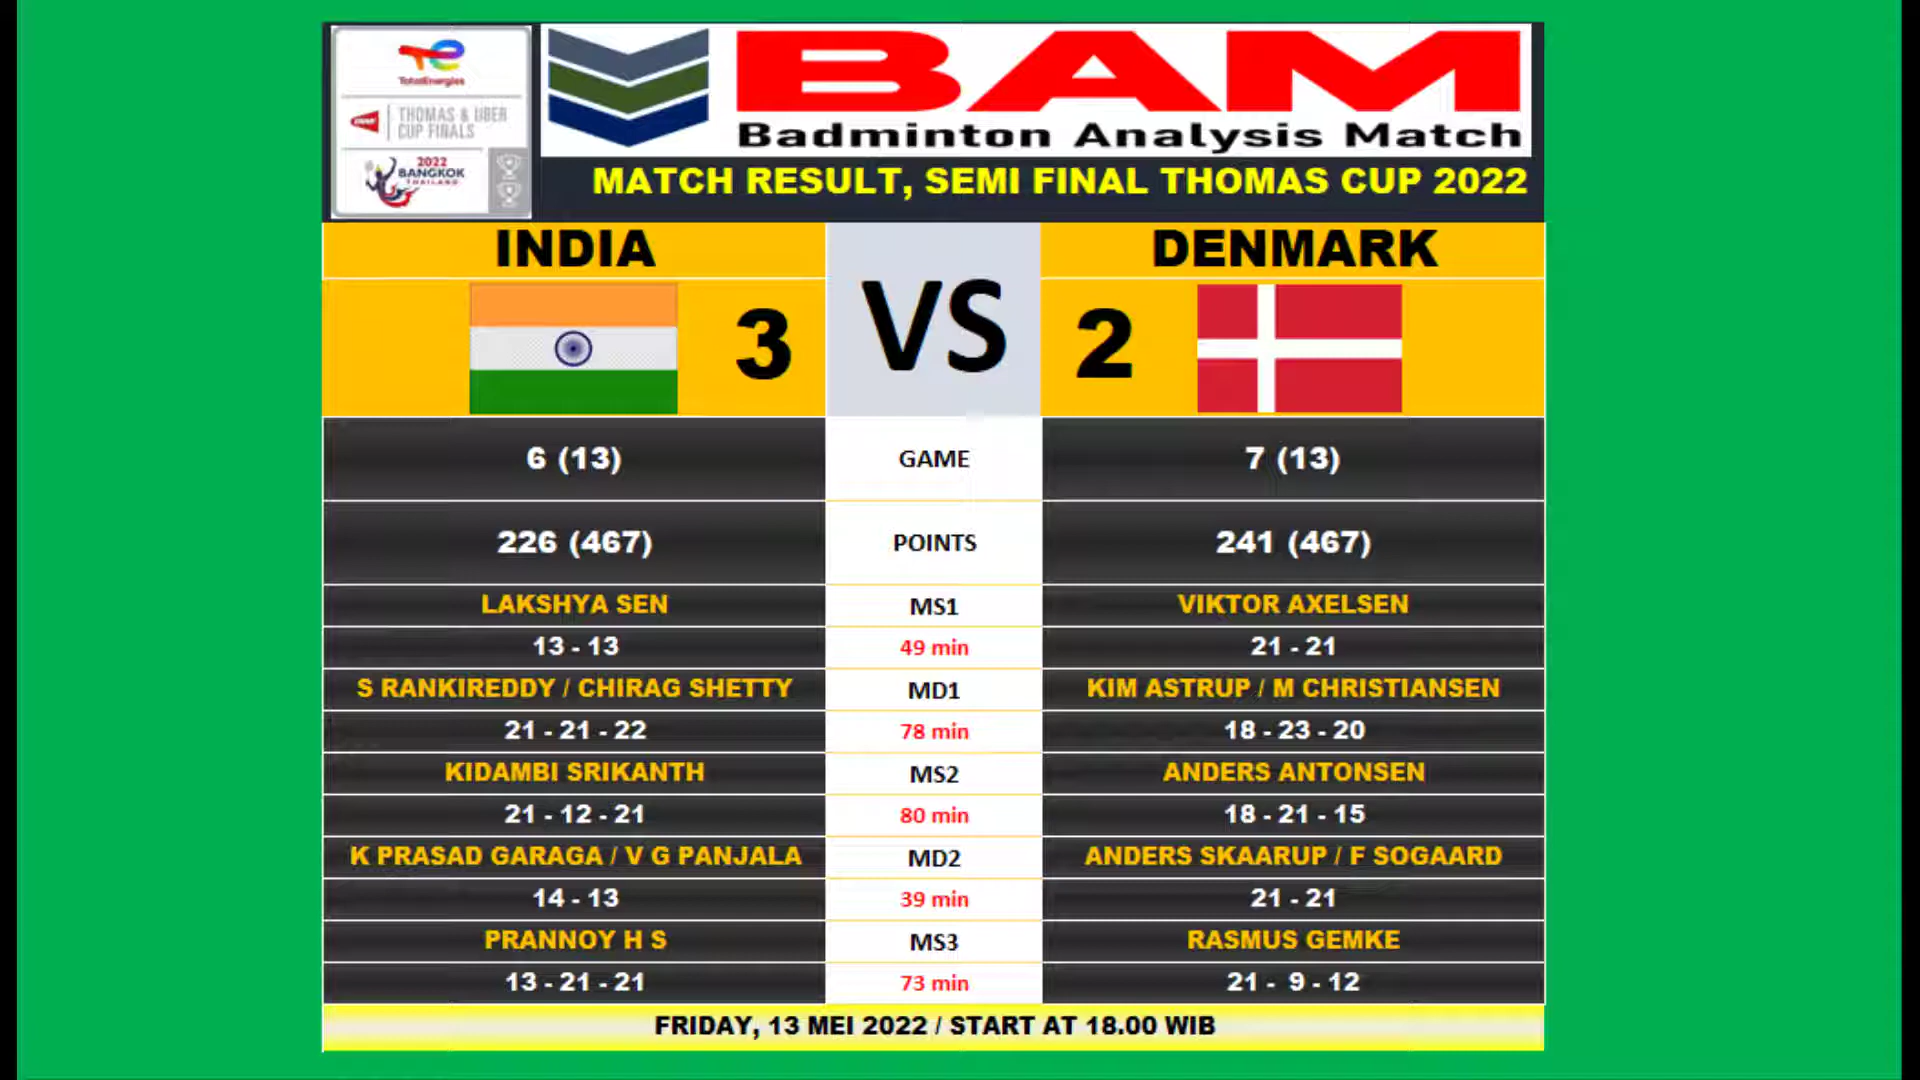 TotalEnergies
BWF
THOMAS & UBER
CUP FINALS
2022
BANGKOK
THAILAND
BAM
Badminton Analysis Match
MATCH RESULT, SEMI FINAL THOMAS CUP 2022
INDIA VS DENMARK
3 2
6 (13) GAME 7 (13)
226 (467) POINTS 241 (467)
LAKSHYA SEN MS1 VIKTOR AXELSEN
13 - 13 49 min 21 - 21
S RANKIREDDY / CHIRAG SHETTY MD1 KIM ASTRUP / M CHRISTIANSEN
21 - 21 - 22 78 min 18 - 23 - 20
KIDAMBI SRIKANTH MS2 ANDERS ANTONSEN
21 - 12 - 21 80 min 18 - 21 - 15
K PRASAD GARAGA / V G PANJALA MD2 ANDERS SKAARUP / F SOGAARD
14 - 13 39 min 21 - 21
PRANNOY H S MS3 RASMUS GEMKE
13 - 21 - 21 73 min 21 - 9 - 12
FRIDAY, 13 MEI 2022 / START AT 18.00 WIB